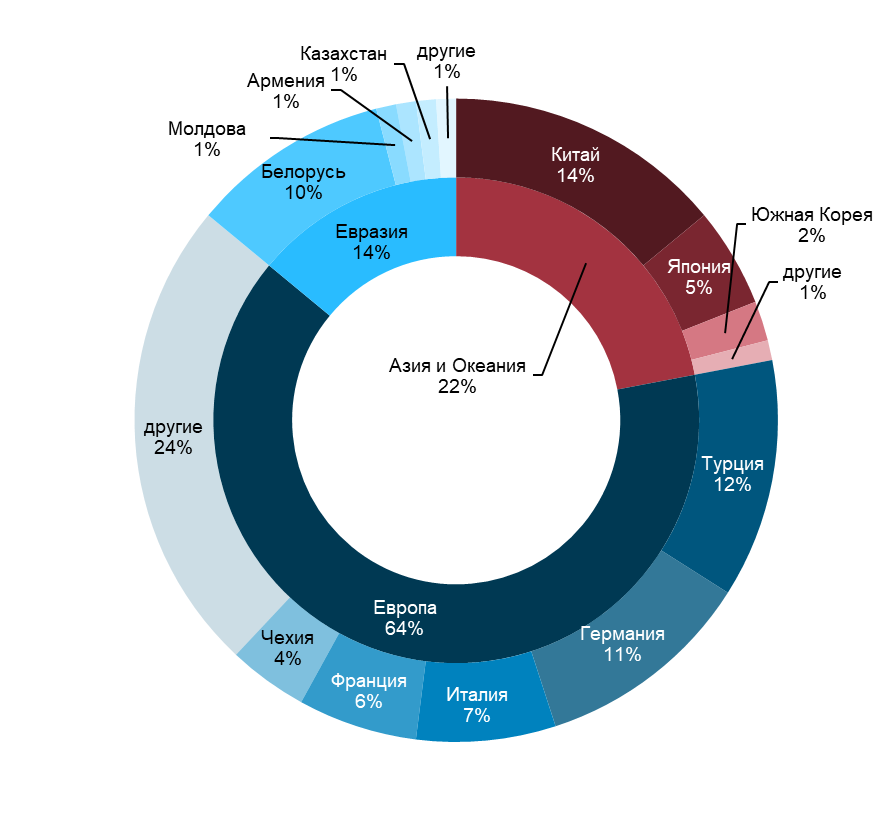 Казахстан
1%
другие
1%
Армения
1%
Молдова
1%
Белорусь
10%
Евразия
14%
Китай
14%
Южная Корея
2%
Япония
5%
другие
1%
Азия и Океания
22%
другие
24%
Турция
12%
Европа
64%
Германия
11%
Чехия
4%
Франция
6%
Италия
7%